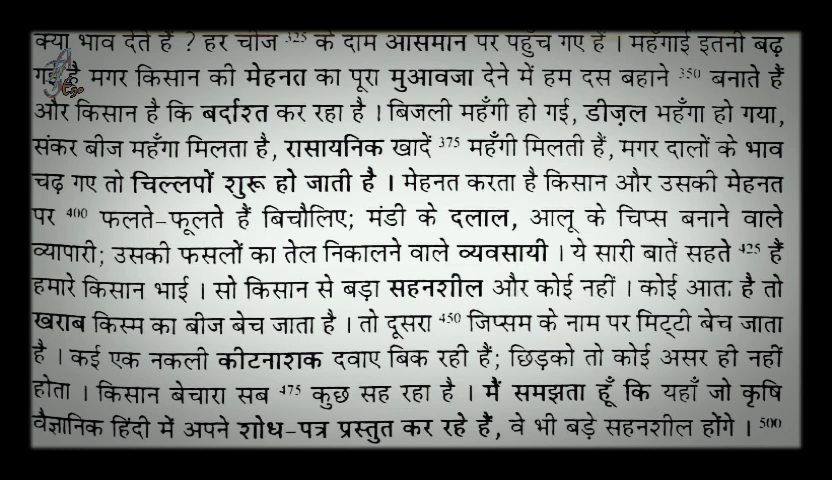 क्या भाव देते हैं ? हर चीज ³²⁵ के दाम आसमान पर पहुँच गए हैं । महँगाई इतनी बढ़
गई है मगर किसान की मेहनत का पूरा मुआवजा देने में हम दस बहाने ³⁵⁰ बनाते हैं
और किसान है कि बर्दाश्त कर रहा है । बिजली महँगी हो गई, डीज़ल महँगा हो गया,
संकर बीज महँगा मिलता है, रासायनिक खादें ³⁷⁵ महँगी मिलती हैं, मगर दालों के भाव
चढ़ गए तो चिल्लपों शुरू हो जाती है । मेहनत करता है किसान और उसकी मेहनत
पर ⁴⁰⁰ फलते-फूलते हैं बिचौलिए; मंडी के दलाल, आलू के चिप्स बनाने वाले
व्यापारी; उसकी फसलों का तेल निकालने वाले व्यवसायी । ये सारी बातें सहते ⁴²⁵ हैं
हमारे किसान भाई । सो किसान से बड़ा सहनशील और कोई नहीं । कोई आता है तो
खराब किस्म का बीज बेच जाता है । तो दूसरा ⁴⁵⁰ जिप्सम के नाम पर मिट्टी बेच जाता
है । कई एक नकली कीटनाशक दवाए बिक रही हैं; छिड़को तो कोई असर ही नहीं
होता । किसान बेचारा सब ⁴⁷⁵ कुछ सह रहा है । मैं समझता हूँ कि यहाँ जो कृषि
वैज्ञानिक हिंदी में अपने शोध-पत्र प्रस्तुत कर रहे हैं, वे भी बड़े सहनशील होंगे । ⁵⁰⁰